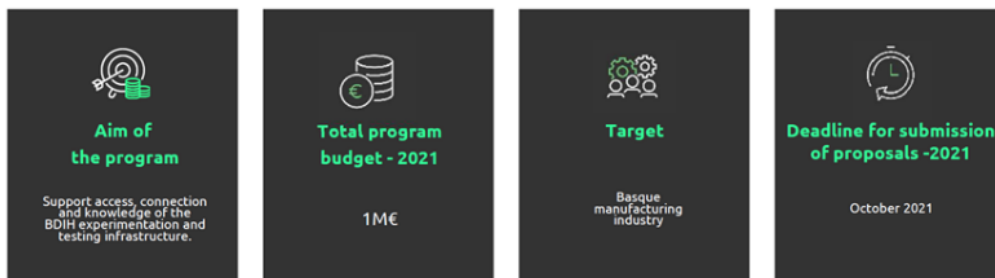 Aim of
the program
Support access, connection
and knowledge of the
BDIH experimentation and
testing infrastructure.
€
Total program
budget - 2021
1M€
Target
Basque
manufacturing
industry
Deadline for submission
of proposals -2021
October 2021